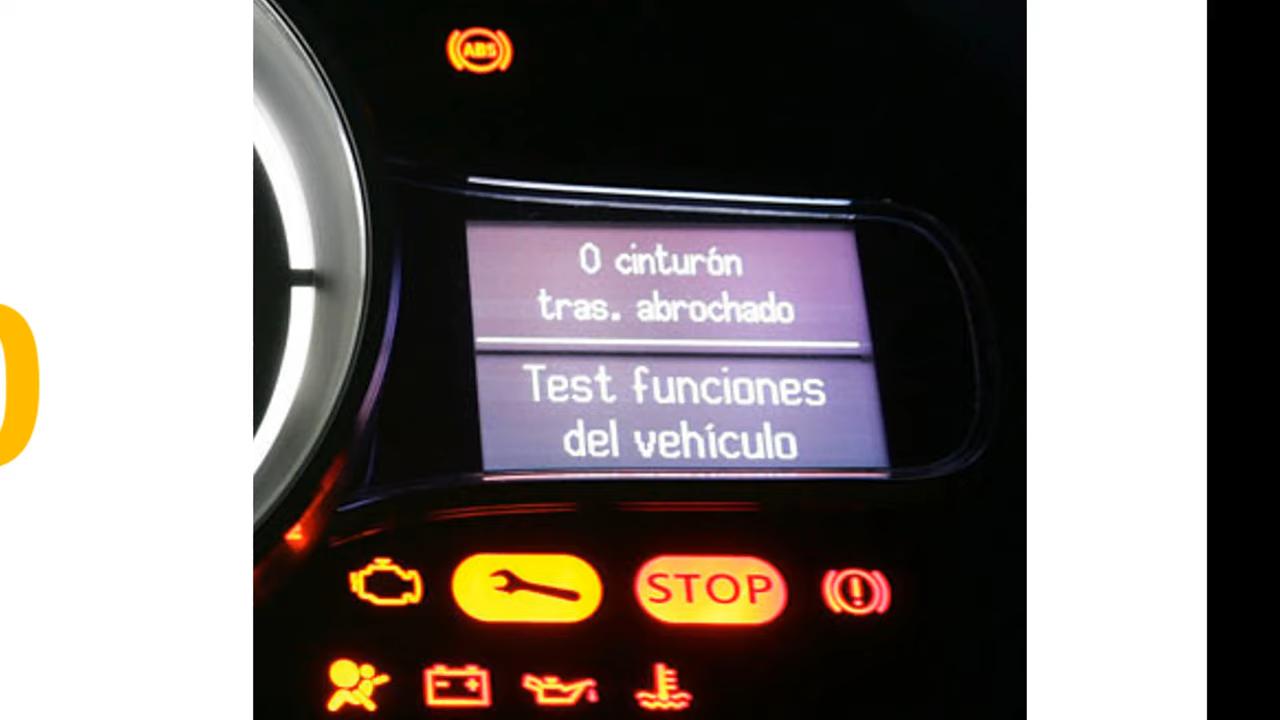 ABS
0 cinturón
tras. abrochado
Test funciones
del vehículo
STOP